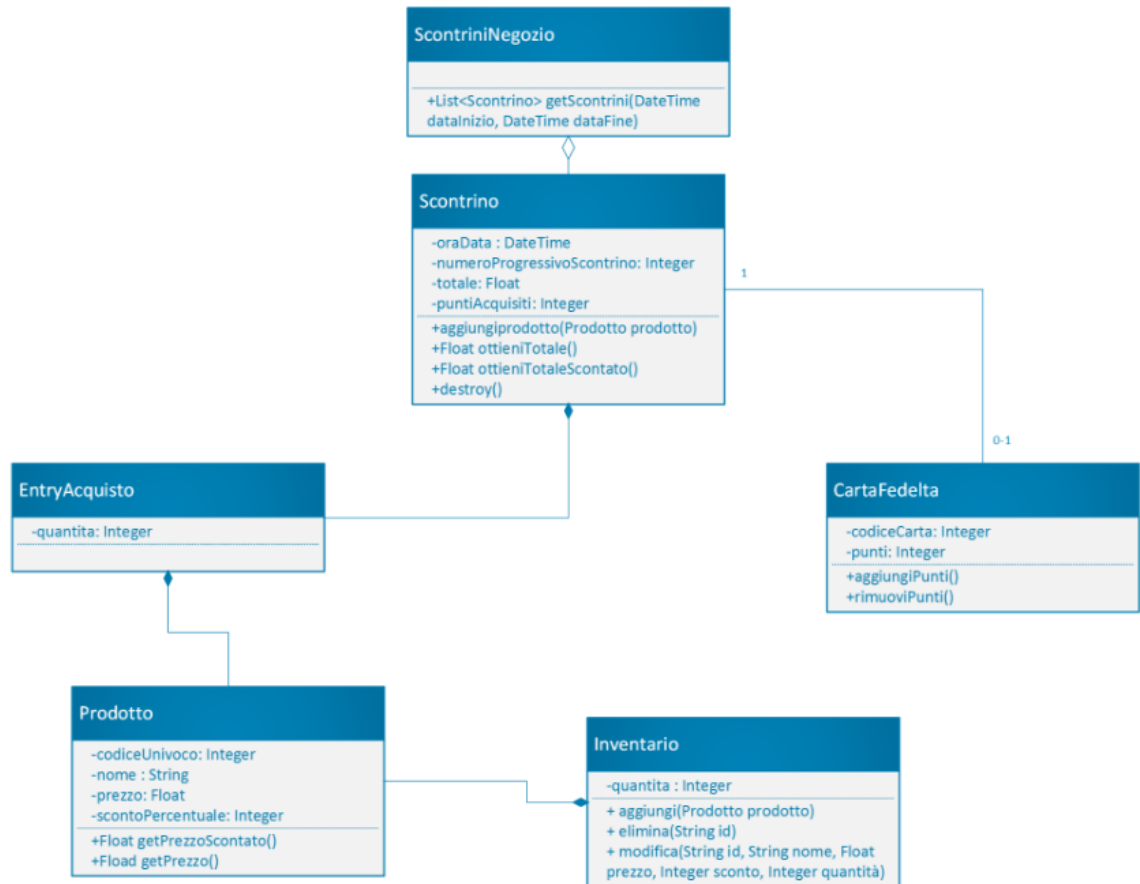 ScontriniNegozio
+List<Scontrino> getScontrini(DateTime
dataInizio, DateTime dataFine)
Scontrino
-oraData : DateTime
-numeroProgressivoScontrino: Integer
-totale: Float
-puntiAcquisiti: Integer
+aggiungiprodotto(Prodotto prodotto)
+Float ottieniTotale()
+Float ottieniTotaleScontato()
+destroy()
1
0-1
EntryAcquisto
-quantita: Integer
CartaFedelta
-codiceCarta: Integer
-punti: Integer
+aggiungiPunti()
+rimuoviPunti()
Prodotto
-codiceUnivoco: Integer
-nome : String
-prezzo: Float
-scontoPercentuale: Integer
+Float getPrezzoScontato()
+Fload getPrezzo()
Inventario
-quantita : Integer
+ aggiungi(Prodotto prodotto)
+ elimina(String id)
+ modifica(String id, String nome, Float
prezzo, Integer sconto, Integer quantità)